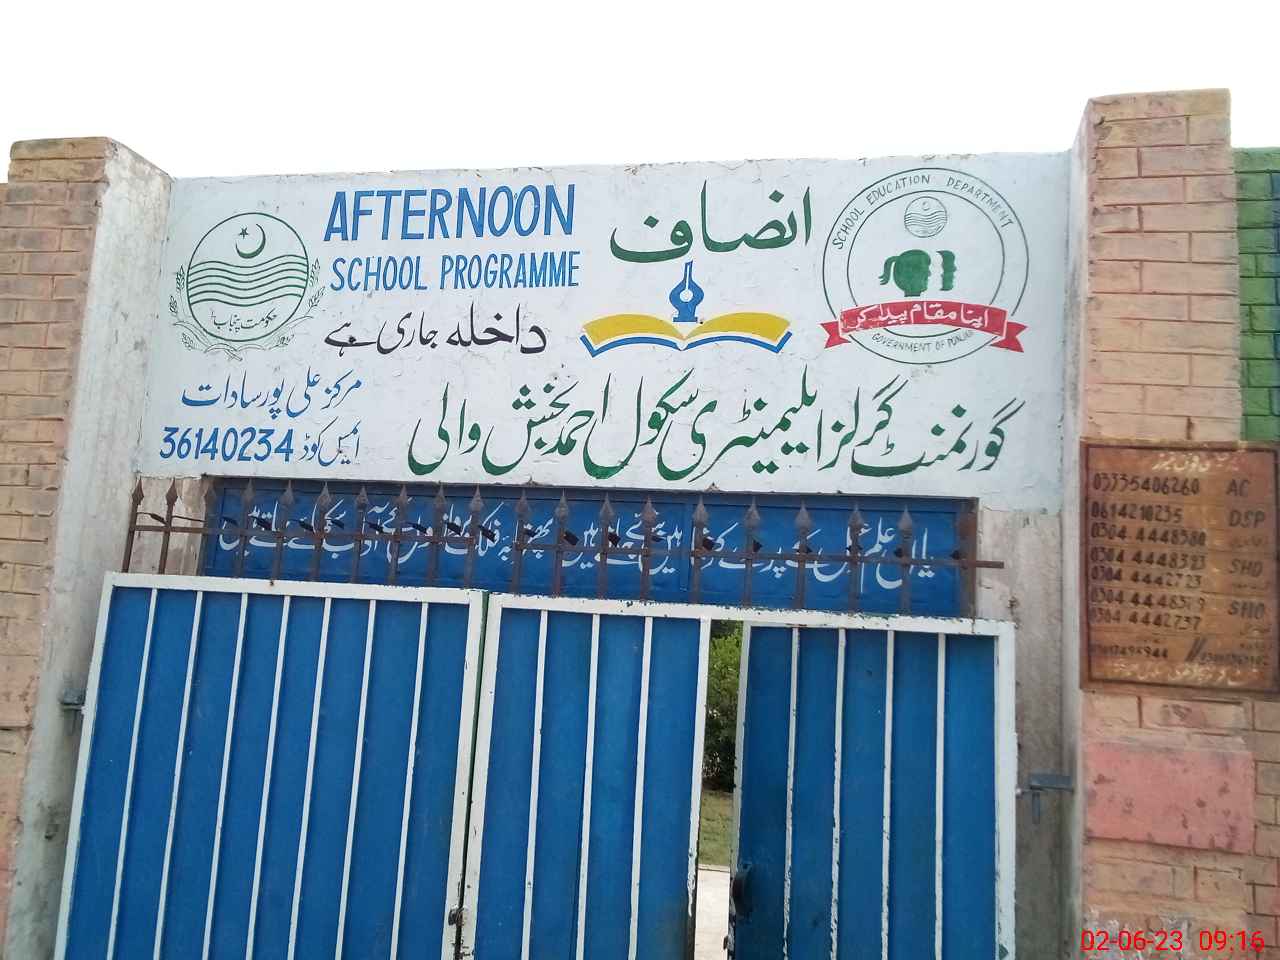 AFTERNOON
SCHOOL PROGRAMME
داخلہ جاری ہے
انصاف
حکومت پنجاب
SCHOOL EDUCATION DEPARTMENT
اپنا مقام پیدا کر
GOVERNMENT OF PUNJAB
مرکز علی پور سادات
ایمس کوڈ 36140234
گورنمنٹ گرلز ایلیمنٹری سکول احمد بخش والی
03335406260 AC
0614210235 DSP
0304 4448380
0304 4448323 SHO
0304 4442723
0304 4448379 SHO
0304 4442737
02-06-23 09:16